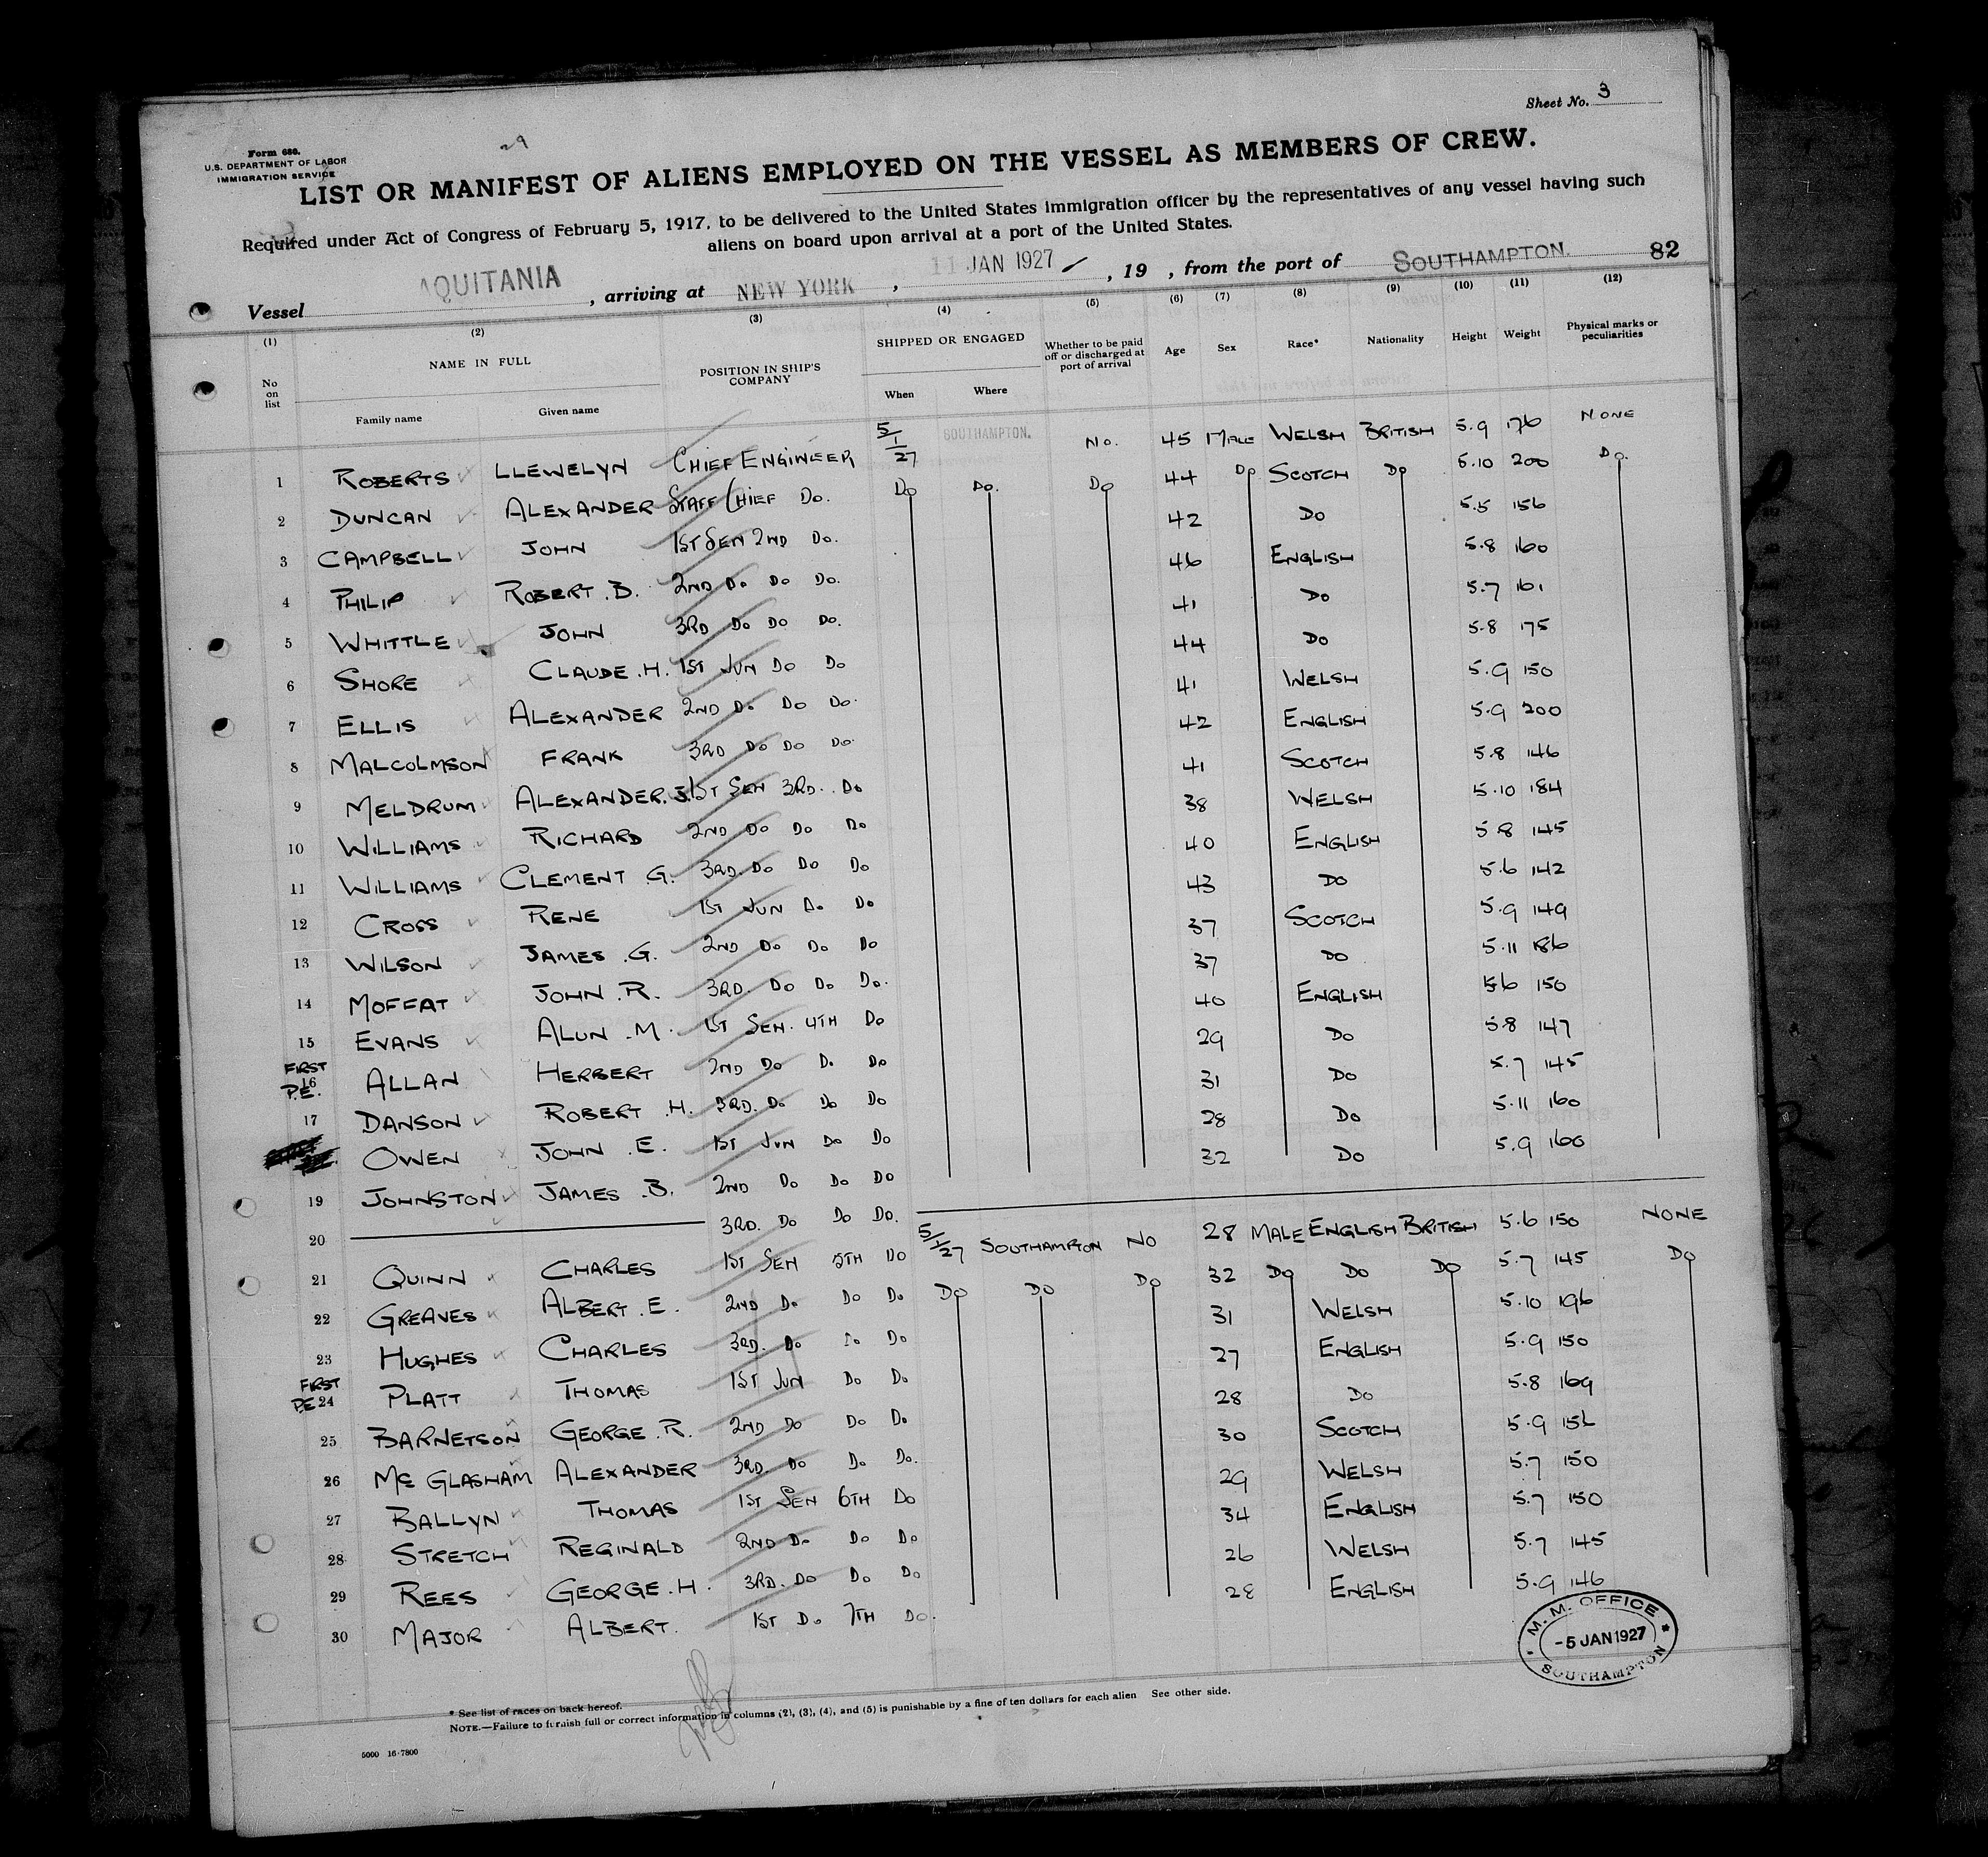 Sheet No. 3
Form 680.
U.S. DEPARTMENT OF LABOR
IMMIGRATION SERVICE
29
LIST OR MANIFEST OF ALIENS EMPLOYED ON THE VESSEL AS MEMBERS OF CREW.
Required under Act of Congress of February 5, 1917, to be delivered to the United States immigration officer by the representatives of any vessel having such
aliens on board upon arrival at a port of the United States.
Vessel AQUITANIA, arriving at NEW YORK, 11 JAN 1927, 19 , from the port of SOUTHAMPTON. 82
(1) (2) (3) (4) (5) (6) (7) (8) (9) (10) (11) (12)
No on list NAME IN FULL POSITION IN SHIP'S COMPANY SHIPPED OR ENGAGED Whether to be paid off or discharged at port of arrival Age Sex Race* Nationality Height Weight Physical marks or peculiarities
Family name Given name When Where
1 ROBERTS LLEWELYN CHIEF ENGINEER 5/1/27 SOUTHAMPTON. NO. 45 MALE WELSH BRITISH 5.9 176 NONE
2 DUNCAN ALEXANDER STAFF CHIEF DO. DO DO. DO 44 DO SCOTCH DO 5.10 200 DO.
3 CAMPBELL JOHN 1ST SEN 2ND DO. 42 DO 5.5 156
4 PHILIP ROBERT .B. 2ND DO DO DO. 46 ENGLISH 5.8 160
5 WHITTLE JOHN 3RD DO DO DO. 41 DO 5.7 161
6 SHORE CLAUDE .H. 1ST JUN DO DO 44 DO 5.8 175
7 ELLIS ALEXANDER 2ND DO DO DO. 41 WELSH 5.9 150
8 MALCOLMSON FRANK 3RD DO DO DO. 42 ENGLISH 5.9 200
9 MELDRUM ALEXANDER. J. 1ST SEN 3RD. DO 41 SCOTCH 5.8 146
10 WILLIAMS RICHARD 2ND DO DO DO 38 WELSH 5.10 184
11 WILLIAMS CLEMENT .G. 3RD. DO DO DO 40 ENGLISH 5.8 145
12 CROSS RENE 1ST JUN DO DO 43 DO 5.6 142
13 WILSON JAMES .G. 2ND DO DO DO 37 SCOTCH 5.9 149
14 MOFFAT JOHN .R. 3RD. DO DO DO. 37 DO 5.11 186
15 EVANS ALUN .M. 1ST SEN. 4TH DO 40 ENGLISH 5.6 150
FIRST P.E. 16 ALLAN HERBERT 2ND DO DO DO 29 DO 5.8 147
17 DANSON ROBERT .H. 3RD. DO DO DO 31 DO 5.7 145
OWEN JOHN .E. 1ST JUN DO DO 28 DO 5.11 160
19 JOHNSTON JAMES .B. 2ND DO DO DO 32 DO 5.9 160
20 3RD. DO DO DO.
21 QUINN CHARLES 1ST SEN 5TH DO 5/1/27 SOUTHAMPTON NO 28 MALE ENGLISH BRITISH 5.6 150 NONE
22 GREAVES ALBERT .E. 2ND DO DO DO DO DO DO 32 DO DO DO 5.7 145 DO
23 HUGHES CHARLES 3RD. DO DO DO 31 WELSH 5.10 196
FIRST P.E 24 PLATT THOMAS 1ST JUN DO DO 27 ENGLISH 5.9 150
25 BARNETSON GEORGE .R. 2ND DO DO DO 28 DO 5.8 169
26 Mc GLASHAM ALEXANDER 3RD. DO DO DO. 30 SCOTCH 5.9
27 BALLYN THOMAS 1ST SEN 6TH DO 29 WELSH 5.7 150
28 STRETCH REGINALD 2ND DO DO DO 34 ENGLISH 5.7 150
29 REES GEORGE .H. 3RD. DO DO DO 26 WELSH 5.7 145
30 MAJOR ALBERT. 1ST DO 7TH DO. 28 ENGLISH 5.9 146
M. M. OFFICE
-5 JAN 1927
SOUTHAMPTON
* See list of races on back hereof.
NOTE.—Failure to furnish full or correct information in columns (2), (3), (4), and (5) is punishable by a fine of ten dollars for each alien See other side.
5000 16-7800